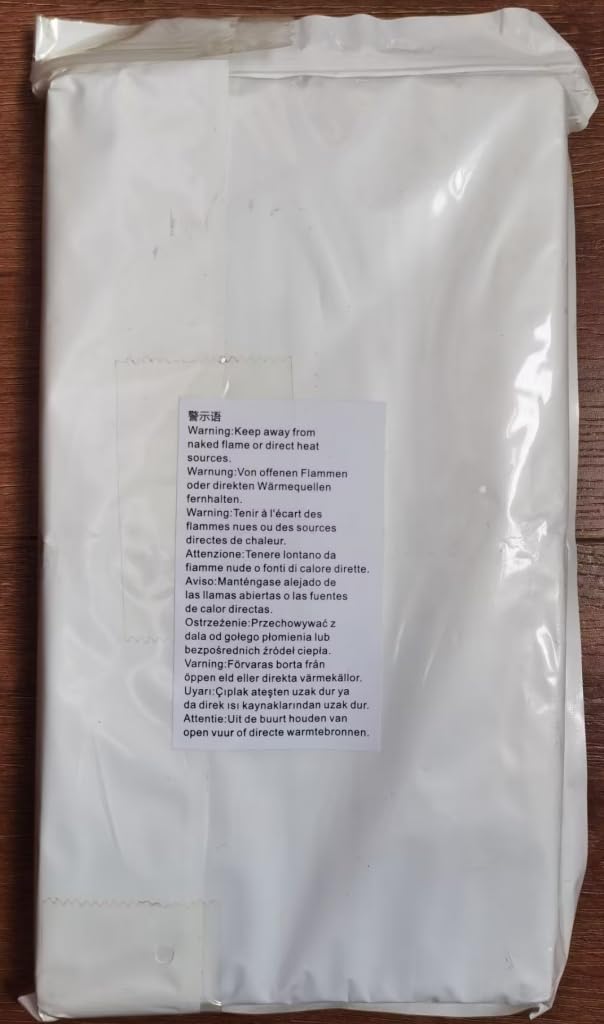 警示语
Warning:Keep away from
naked flame or direct heat
sources.
Warnung:Von offenen Flammen
oder direkten Wärmequellen
fernhalten.
Warning:Tenir à l'écart des
flammes nues ou des sources
directes de chaleur.
Attenzione:Tenere lontano da
fiamme nude o fonti di calore dirette.
Aviso:Manténgase alejado de
las llamas abiertas o las fuentes
de calor directas.
Ostrzeżenie:Przechowywać z
dala od gołego płomienia lub
bezpośrednich źródeł ciepła.
Varning:Förvaras borta från
öppen eld eller direkta värmekällor.
Uyarı:Çıplak ateşten uzak dur ya
da direk ısı kaynaklarından uzak dur.
Attentie:Uit de buurt houden van
open vuur of directe warmtebronnen.